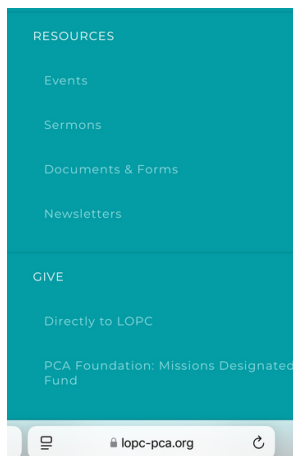 RESOURCES
Events
Sermons
Documents & Forms
Newsletters
GIVE
Directly to LOPC
PCA Foundation: Missions Designated
Fund
lopc-pca.org